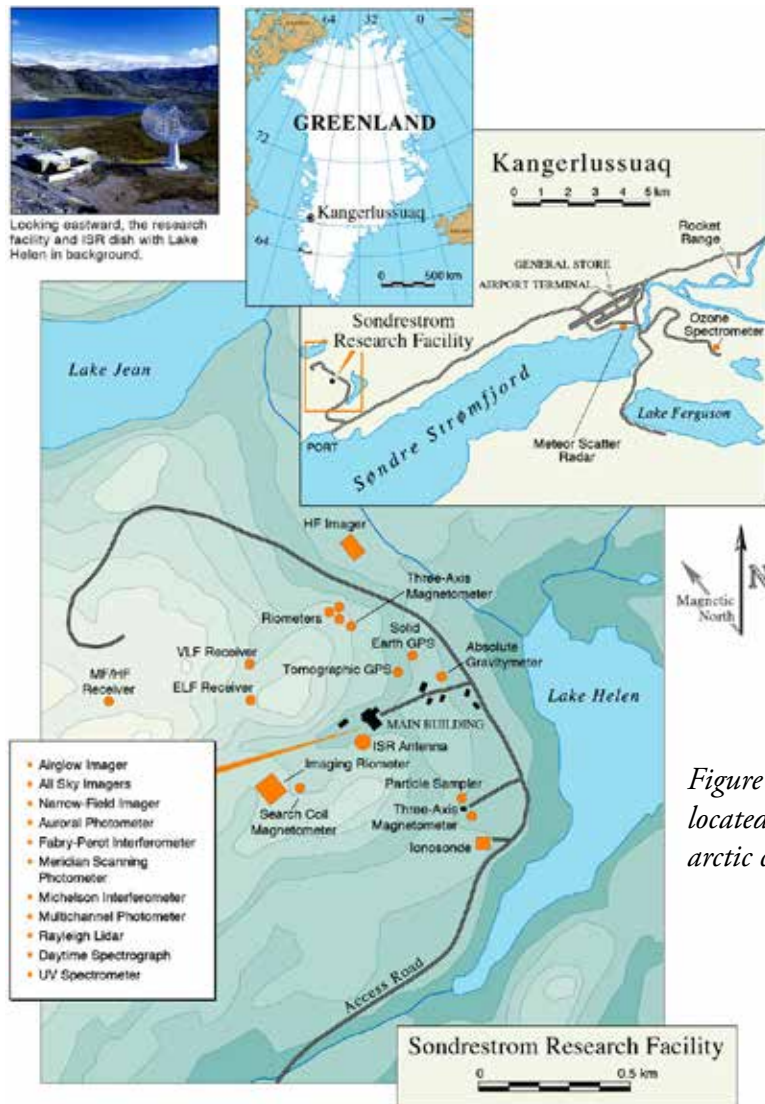 64 32 0
GREENLAND
72
Kangerlussuaq
64
0 500 km
Looking eastward, the research
facility and ISR dish with Lake
Helen in background.
Kangerlussuaq
0 1 2 3 4 5 km
Rocket
Range
GENERAL STORE
AIRPORT TERMINAL
Ozone
Spectrometer
Sondrestrom
Research Facility
Lake Ferguson
Søndre Strømfjord
PORT
Meteor Scatter
Radar
Lake Jean
HF Imager
Three-Axis
Magnetometer
Riometers
Solid
Earth GPS
Absolute
Gravitymeter
VLF Receiver
Tomographic GPS
MF/HF
Receiver
ELF Receiver
MAIN BUILDING
ISR Antenna
Imaging Riometer
Search Coil
Magnetometer
Particle Sampler
Three-Axis
Magnetometer
Ionosonde
Lake Helen
Magnetic
North
N
Airglow Imager
All Sky Imagers
Narrow-Field Imager
Auroral Photometer
Fabry-Perot Interferometer
Meridian Scanning
Photometer
Michelson Interferometer
Multichannel Photometer
Rayleigh Lidar
Daytime Spectrograph
UV Spectrometer
Access Road
Sondrestrom Research Facility
0 0.5 km
Figure
located
arctic